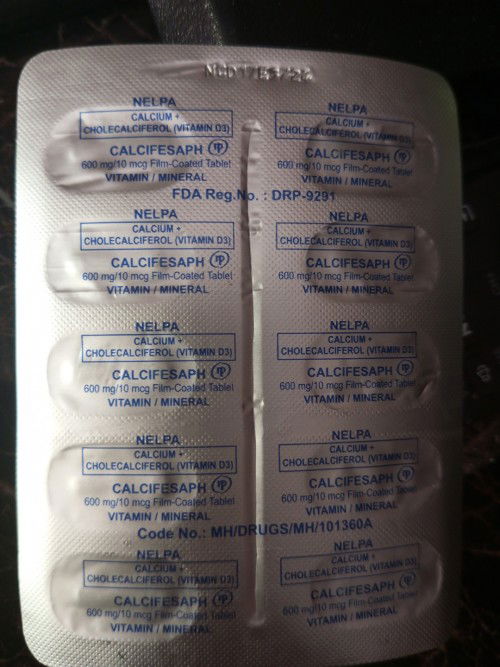 NELPA
CALCIUM +
CHOLECALCIFEROL (VITAMIN D3)
CALCIFESAPH
600 mg/10 mcg Film-Coated Tablet
VITAMIN / MINERAL
NELPA
CALCIUM +
CHOLECALCIFEROL (VITAMIN D3)
CALCIFESAPH
600 mg/10 mcg Film-Coated Tablet
VITAMIN / MINERAL
FDA Reg.No. : DRP-9291
NELPA
CALCIUM +
CHOLECALCIFEROL (VITAMIN D3)
CALCIFESAPH
600 mg/10 mcg Film-Coated Tablet
VITAMIN / MINERAL
NELPA
CALCIUM +
CHOLECALCIFEROL (VITAMIN D3)
CALCIFESAPH
600 mg/10 mcg Film-Coated Tablet
VITAMIN / MINERAL
NELPA
CALCIUM +
CHOLECALCIFEROL (VITAMIN D3)
CALCIFESAPH
600 mg/10 mcg Film-Coated Tablet
VITAMIN / MINERAL
NELPA
CALCIUM +
CHOLECALCIFEROL (VITAMIN D3)
CALCIFESAPH
600 mg/10 mcg Film-Coated Tablet
VITAMIN / MINERAL
NELPA
CALCIUM +
CHOLECALCIFEROL (VITAMIN D3)
CALCIFESAPH
600 mg/10 mcg Film-Coated Tablet
VITAMIN / MINERAL
NELPA
CALCIUM +
CHOLECALCIFEROL (VITAMIN D3)
CALCIFESAPH
600 mg/10 mcg Film-Coated Tablet
VITAMIN / MINERAL
Code No.: MH/DRUGS/MH/101360A
NELPA
CALCIUM +
CHOLECALCIFEROL (VITAMIN D3)
CALCIFESAPH
600 mg/10 mcg Film-Coated Tablet
VITAMIN / MINERAL
NELPA
CALCIUM +
CHOLECALCIFEROL (VITAMIN D3)
CALCIFESAPH
600 mg/10 mcg Film-Coated Tablet
VITAMIN / MINERAL